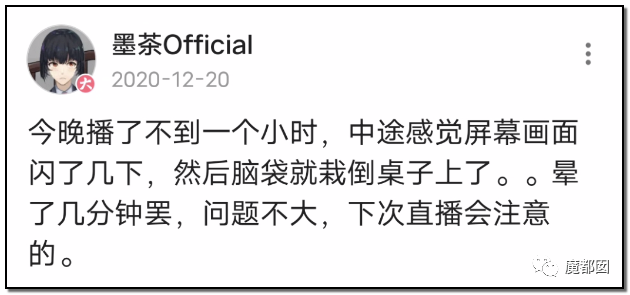 墨茶Official
大
2020-12-20
今晚播了不到一个小时，中途感觉屏幕画面
闪了几下，然后脑袋就栽倒桌子上了。。晕
了几分钟罢，问题不大，下次直播会注意
的。
魔都囡